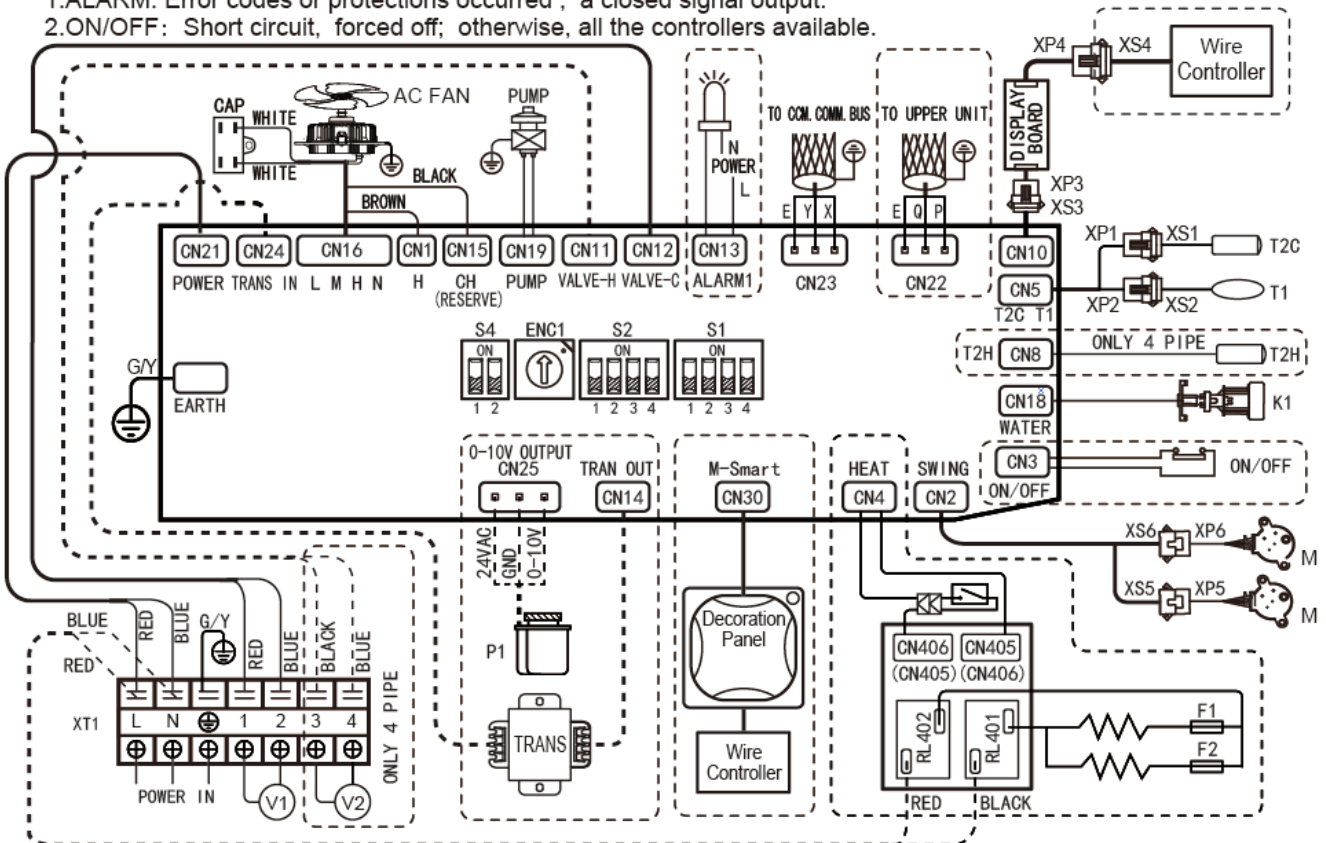 1.ALARM: Error codes or protections occurred , a closed signal output.
2.ON/OFF: Short circuit, forced off; otherwise, all the controllers available.
XP4
XS4
Wire
Controller
CAP
WHITE
WHITE
AC FAN
PUMP
BLACK
BROWN
N
POWER
L
TO CCM.COMM.BUS
TO UPPER UNIT
E Y X
E Q P
DISPLAY
BOARD
XP3
XS3
CN21
CN24
CN16
CN1
CN15
CN19
CN11
CN12
CN13
CN10
POWER
TRANS IN
L M H N
H
CH
(RESERVE)
PUMP
VALVE-H
VALVE-C
ALARM1
CN23
CN22
XP1
XS1
T2C
CN5
T2C T1
XP2
XS2
T1
S4
ON
1 2
ENC1
S2
ON
1 2 3 4
S1
ON
1 2 3 4
ONLY 4 PIPE
T2H
CN8
T2H
G/Y
EARTH
CN18
WATER
K1
CN3
ON/OFF
ON/OFF
0-10V OUTPUT
CN25
TRAN OUT
CN14
M-Smart
CN30
HEAT
CN4
SWING
CN2
24VAC
GND
0-10V
XS6
XP6
M
XS5
XP5
M
P1
TRANS
Decoration
Panel
Wire
Controller
CN406
CN405
(CN405)
(CN406)
RL402
RL401
F1
F2
RED
BLACK
BLUE
RED
RED
BLUE
G/Y
RED
BLUE
BLACK
BLUE
XT1
L N 1 2 3 4
ONLY 4 PIPE
POWER IN
V1
V2